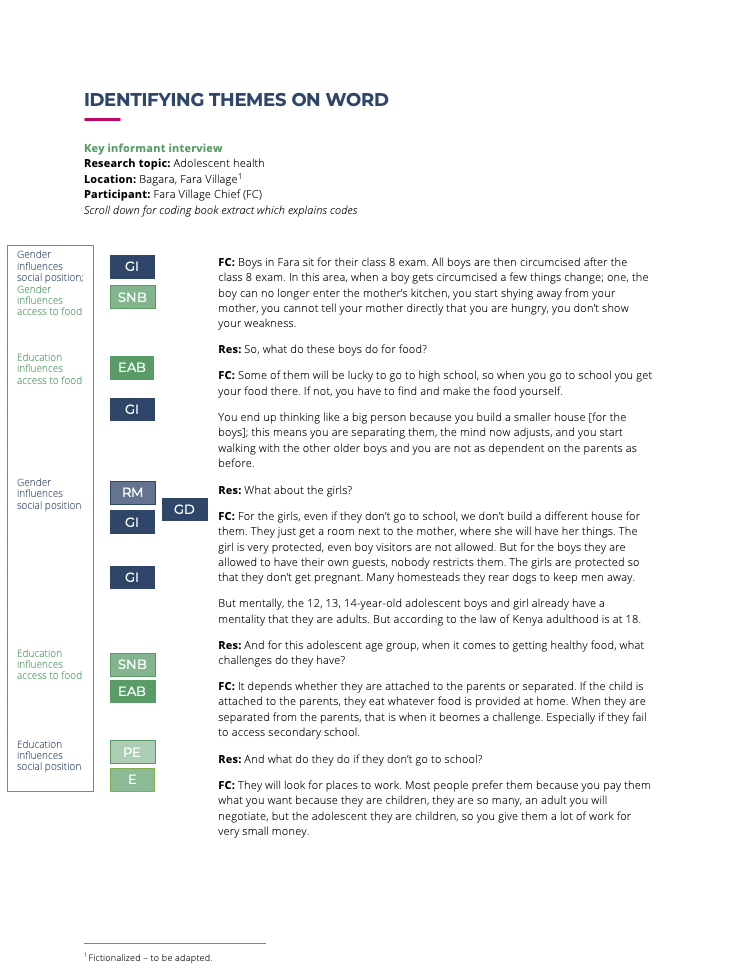 IDENTIFYING THEMES ON WORD
Key informant interview
Research topic: Adolescent health
Location: Bagara, Fara Village1
Participant: Fara Village Chief (FC)
Scroll down for coding book extract which explains codes
Gender
influences
social position;
Gender
influences
access to food
GI
SNB
FC: Boys in Fara sit for their class 8 exam. All boys are then circumcised after the
class 8 exam. In this area, when a boy gets circumcised a few things change; one, the
boy can no longer enter the mother's kitchen, you start shying away from your
mother, you cannot tell your mother directly that you are hungry, you don't show
your weakness.
Res: So, what do these boys do for food?
Education
influences
access to food
EAB
GI
FC: Some of them will be lucky to go to high school, so when you go to school you get
your food there. If not, you have to find and make the food yourself.
You end up thinking like a big person because you build a smaller house [for the
boys]; this means you are separating them, the mind now adjusts, and you start
walking with the other older boys and you are not as dependent on the parents as
before.
Gender
influences
social position
RM
GI
GD
GI
Res: What about the girls?
FC: For the girls, even if they don't go to school, we don't build a different house for
them. They just get a room next to the mother, where she will have her things. The
girl is very protected, even boy visitors are not allowed. But for the boys they are
allowed to have their own guests, nobody restricts them. The girls are protected so
that they don't get pregnant. Many homesteads they rear dogs to keep men away.
But mentally, the 12, 13, 14-year-old adolescent boys and girl already have a
mentality that they are adults. But according to the law of Kenya adulthood is at 18.
Res: And for this adolescent age group, when it comes to getting healthy food, what
challenges do they have?
Education
influences
access to food
SNB
EAB
FC: It depends whether they are attached to the parents or separated. If the child is
attached to the parents, they eat whatever food is provided at home. When they are
separated from the parents, that is when it beomes a challenge. Especially if they fail
to access secondary school.
Education
influences
social position
PE
E
Res: And what do they do if they don't go to school?
FC: They will look for places to work. Most people prefer them because you pay them
what you want because they are children, they are so many, an adult you will
negotiate, but the adolescent they are children, so you give them a lot of work for
very small money.
1 Fictionalized – to be adapted.